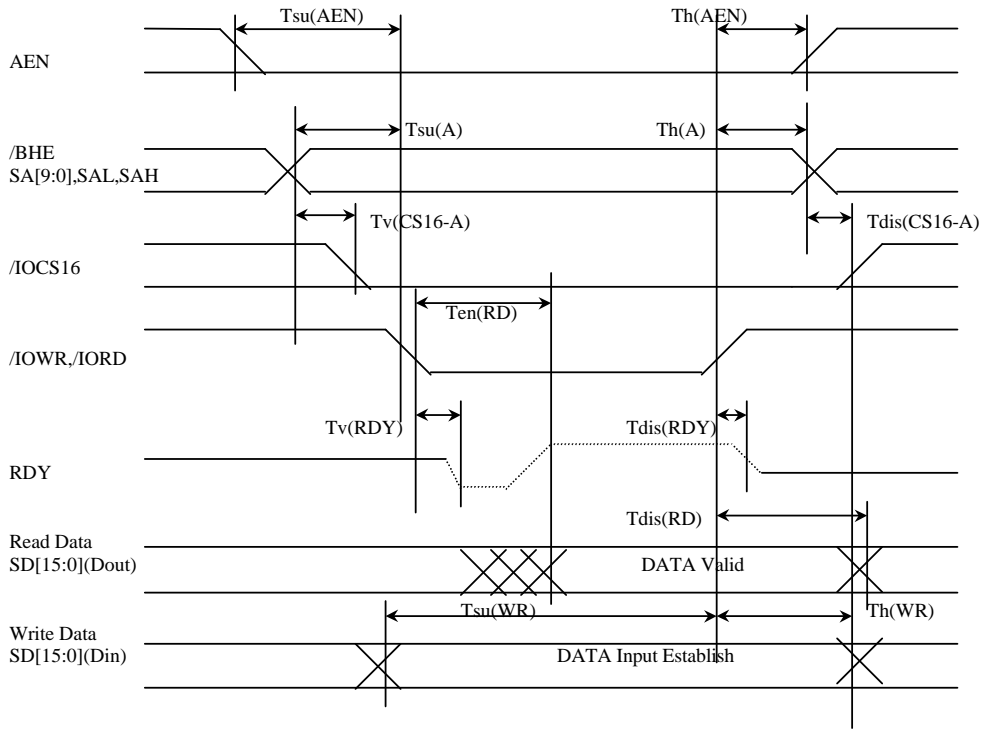 Tsu(AEN)
Th(AEN)
AEN
Tsu(A)
Th(A)
/BHE
SA[9:0],SAL,SAH
Tv(CS16-A)
Tdis(CS16-A)
/IOCS16
Ten(RD)
/IOWR,/IORD
Tv(RDY)
Tdis(RDY)
RDY
Tdis(RD)
Read Data
SD[15:0](Dout)
DATA Valid
Tsu(WR)
Th(WR)
Write Data
SD[15:0](Din)
DATA Input Establish